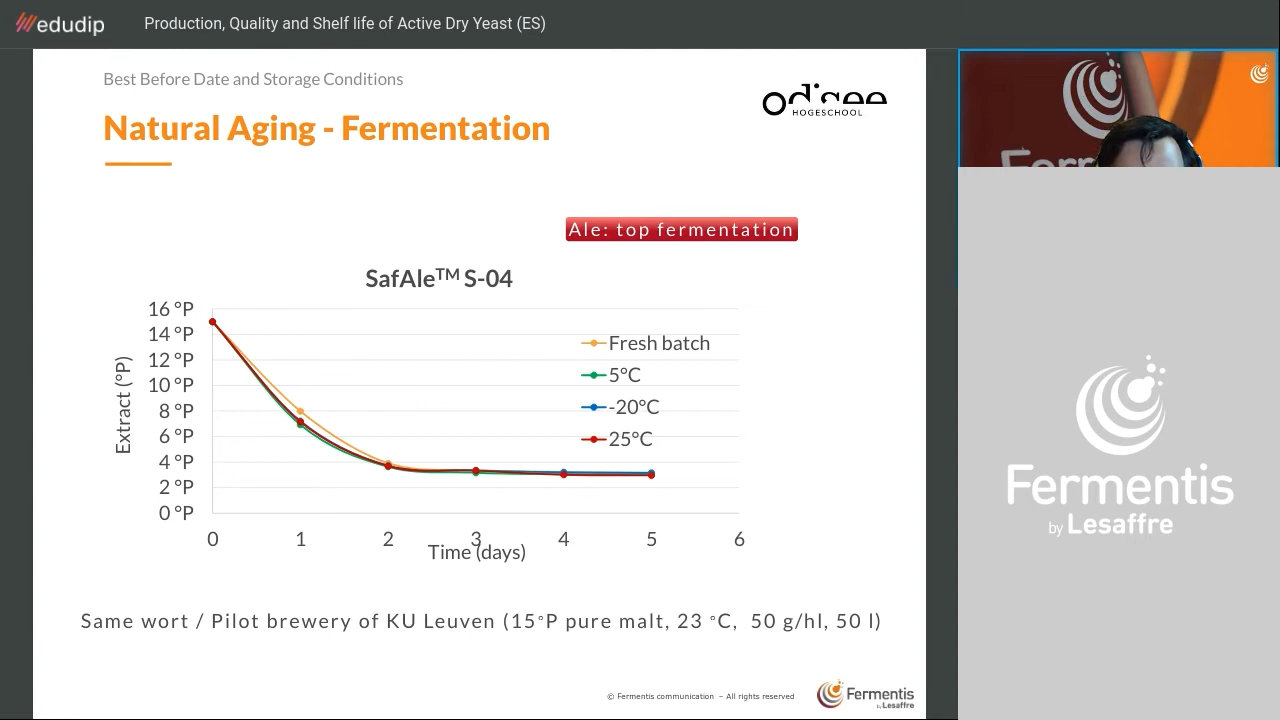 edudip
Production, Quality and Shelf life of Active Dry Yeast (ES)
Best Before Date and Storage Conditions
Natural Aging - Fermentation
odisee
HOGESCHOOL
Ale: top fermentation
SafAle™ S-04
16 °P
14 °P
12 °P
10 °P
8 °P
6 °P
4 °P
2 °P
0 °P
Extract (°P)
Fresh batch
5°C
-20°C
25°C
0 1 2 3 4 5 6
Time (days)
Same wort / Pilot brewery of KU Leuven (15°P pure malt, 23 °C, 50 g/hl, 50 l)
© Fermentis communication – All rights reserved
Fermentis
by Lesaffre
Fermentis
by Lesaffre